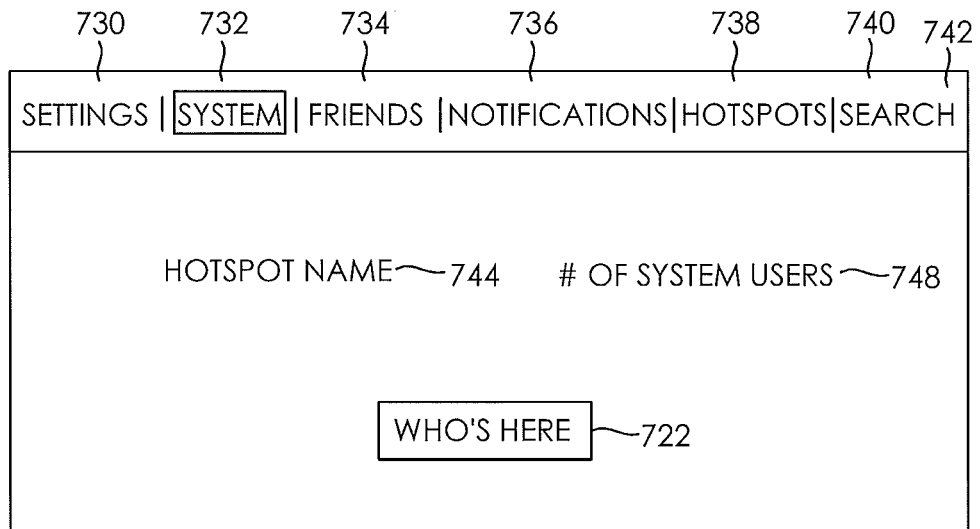 730 732 734 736 738 740 742
SETTINGS | SYSTEM | FRIENDS | NOTIFICATIONS | HOTSPOTS | SEARCH
HOTSPOT NAME 744 # OF SYSTEM USERS 748
WHO'S HERE 722